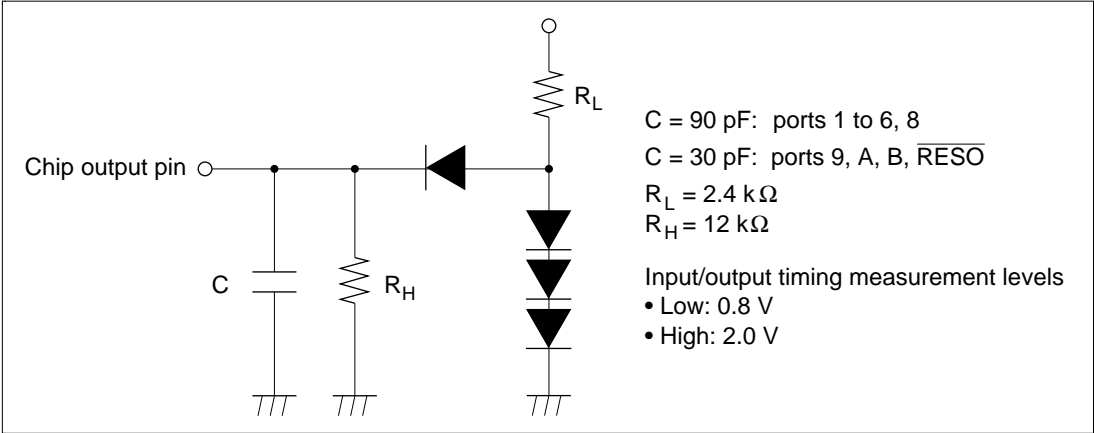 R_L
Chip output pin
C
R_H
C = 90 pF: ports 1 to 6, 8
C = 30 pF: ports 9, A, B, R̅E̅S̅O̅
R_L = 2.4 kΩ
R_H = 12 kΩ
Input/output timing measurement levels
• Low: 0.8 V
• High: 2.0 V